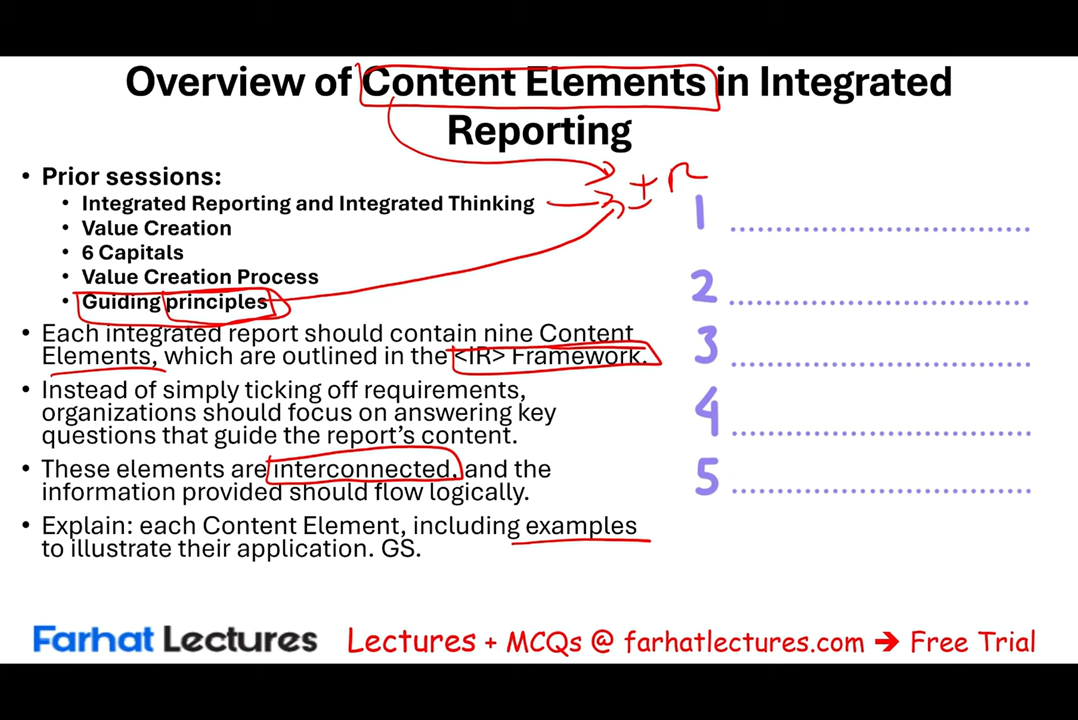 Overview of Content Elements in Integrated
Reporting
Prior sessions:
Integrated Reporting and Integrated Thinking
Value Creation
6 Capitals
Value Creation Process
Guiding principles
Each integrated report should contain nine Content
Elements, which are outlined in the <IR> Framework.
Instead of simply ticking off requirements,
organizations should focus on answering key
questions that guide the report's content.
These elements are interconnected, and the
information provided should flow logically.
Explain: each Content Element, including examples
to illustrate their application. GS.
1
2
3
4
5
Farhat Lectures
Lectures + MCQs @ farhatlectures.com → Free Trial